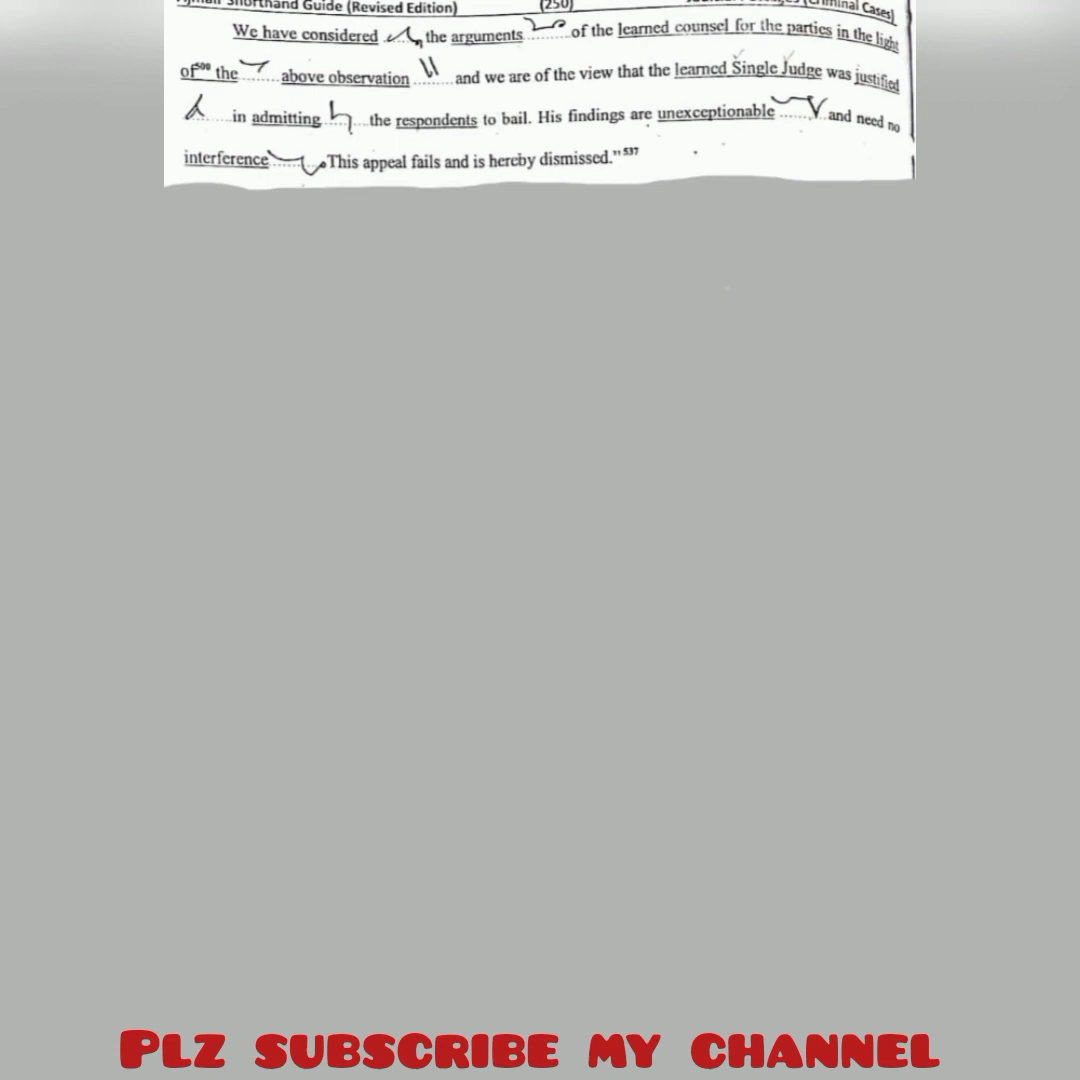 Shorthand Guide (Revised Edition) (250) (Criminal Cases)
We have considered ..... the arguments ......... of the learned counsel for the parties in the light
of⁵⁰⁰ the ........ above observation ......... and we are of the view that the learned Single Judge was justified
........ in admitting ........ the respondents to bail. His findings are unexceptionable ........ and need no
interference ........ This appeal fails and is hereby dismissed."⁵³⁷
PLZ SUBSCRIBE MY CHANNEL